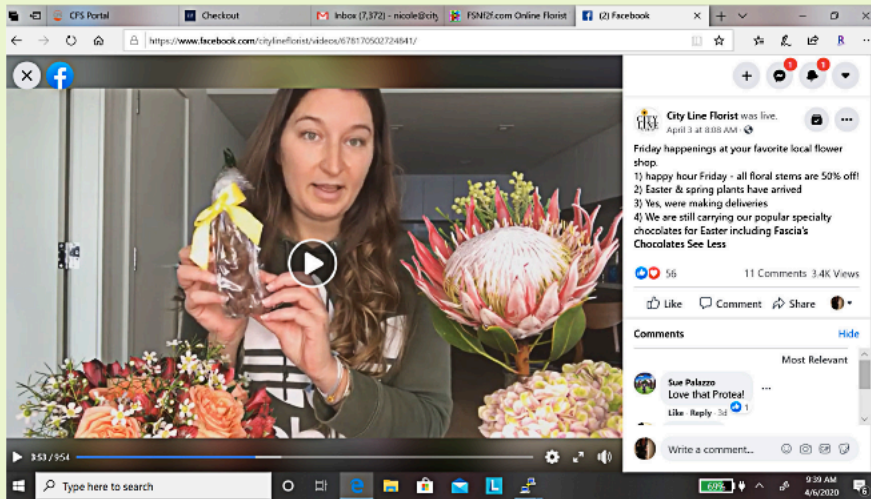 CFS Portal
Checkout
Inbox (7,372) - nicole@city
FSNf2f.com Online Florist
(2) Facebook
https://www.facebook.com/citylineflorist/videos/678170502724841/
1
1
CITY LINE
City Line Florist was live.
April 3 at 8:08 AM
Friday happenings at your favorite local flower
shop.
1) happy hour Friday - all floral stems are 50% off!
2) Easter & spring plants have arrived
3) Yes, were making deliveries
4) We are still carrying our popular specialty
chocolates for Easter including Fascia's
Chocolates See Less
56
11 Comments 3.4K Views
Like Comment Share
Comments Hide
Most Relevant
Sue Palazzo
Love that Protea!
Like · Reply · 3d 1
Write a comment...
3:53 / 9:54
Type here to search
69%
9:39 AM
4/6/2020
6